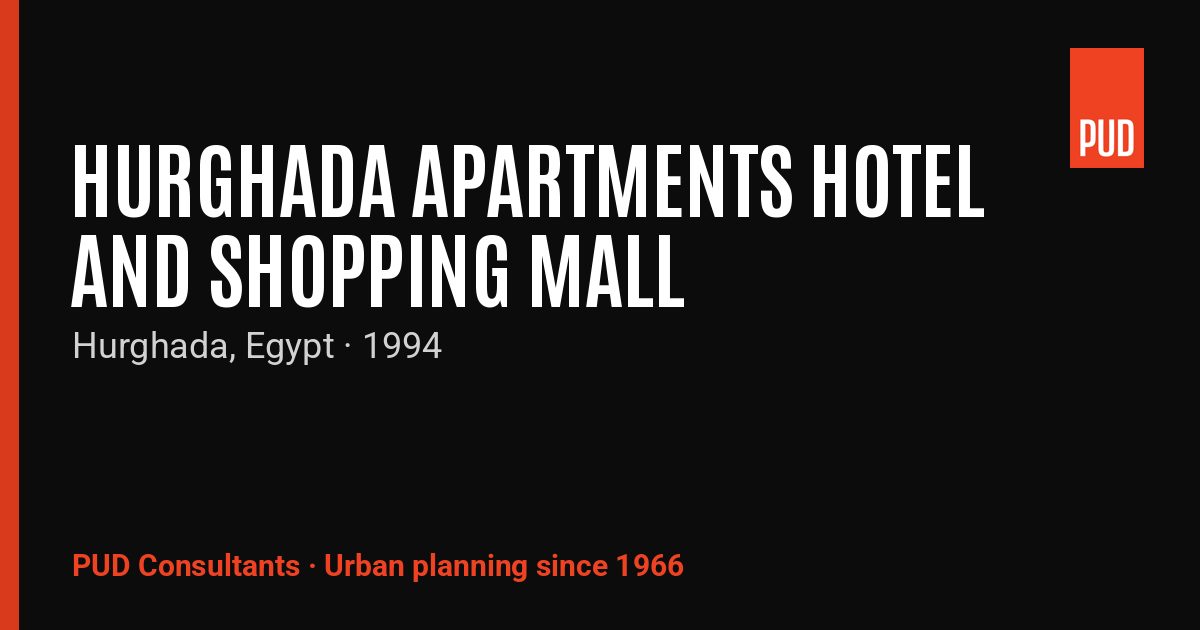 PUD
HURGHADA APARTMENTS HOTEL
AND SHOPPING MALL
Hurghada, Egypt · 1994
PUD Consultants · Urban planning since 1966